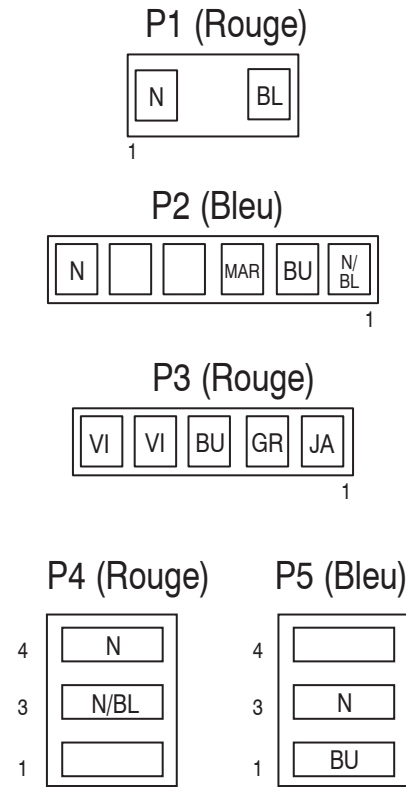 P1 (Rouge)
N BL
1
P2 (Bleu)
N MAR BU N/
BL
1
P3 (Rouge)
VI VI BU GR JA
1
P4 (Rouge) P5 (Bleu)
4 N 4
3 N/BL 3 N
1 1 BU